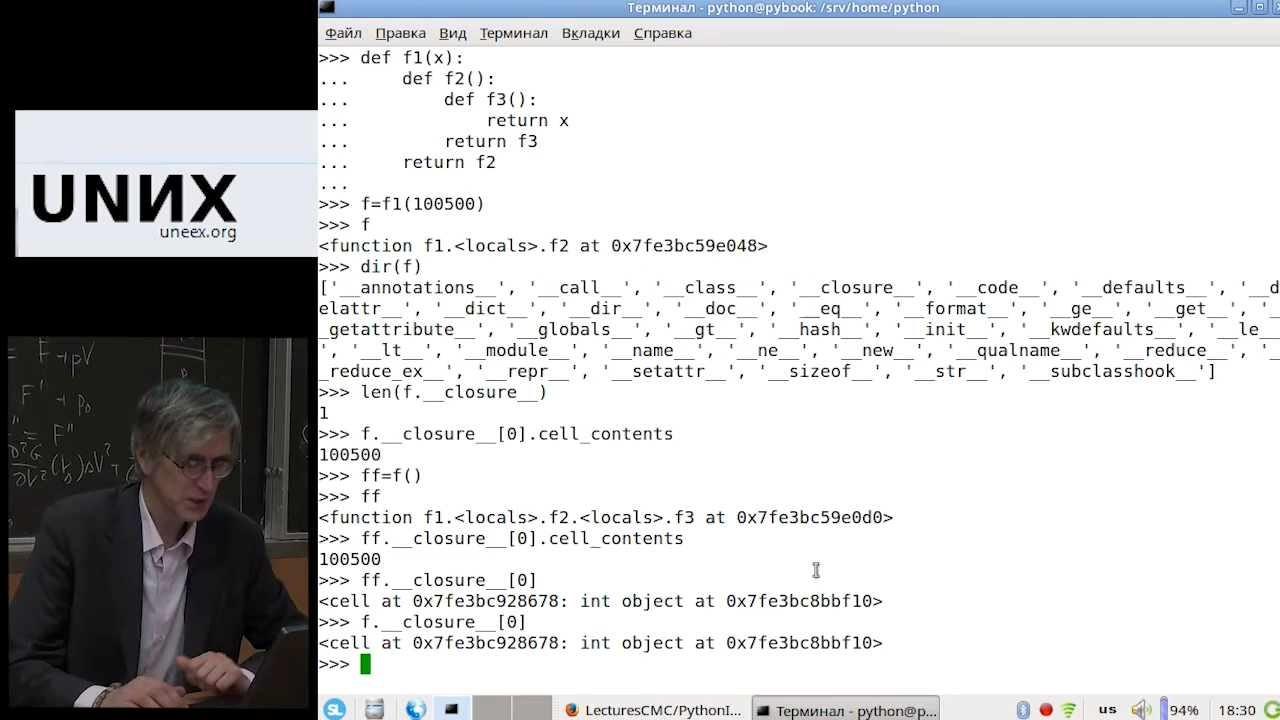 Терминал - python@pybook: /srv/home/python
Файл Правка Вид Терминал Вкладки Справка
>>> def f1(x):
...     def f2():
...         def f3():
...             return x
...         return f3
...     return f2
...
>>> f=f1(100500)
>>> f
<function f1.<locals>.f2 at 0x7fe3bc59e048>
>>> dir(f)
['__annotations__', '__call__', '__class__', '__closure__', '__code__', '__defaults__', '__d
elattr__', '__dict__', '__dir__', '__doc__', '__eq__', '__format__', '__ge__', '__get__', '_
_getattribute__', '__globals__', '__gt__', '__hash__', '__init__', '__kwdefaults__', '__le__
', '__lt__', '__module__', '__name__', '__ne__', '__new__', '__qualname__', '__reduce__', '_
_reduce_ex__', '__repr__', '__setattr__', '__sizeof__', '__str__', '__subclasshook__']
>>> len(f.__closure__)
1
>>> f.__closure__[0].cell_contents
100500
>>> ff=f()
>>> ff
<function f1.<locals>.f2.<locals>.f3 at 0x7fe3bc59e0d0>
>>> ff.__closure__[0].cell_contents
100500
>>> ff.__closure__[0]
<cell at 0x7fe3bc928678: int object at 0x7fe3bc8bbf10>
>>> f.__closure__[0]
<cell at 0x7fe3bc928678: int object at 0x7fe3bc8bbf10>
>>>
LecturesCMC/PythonI... Терминал - python@p... us 94% 18:30
UNИX
uneex.org